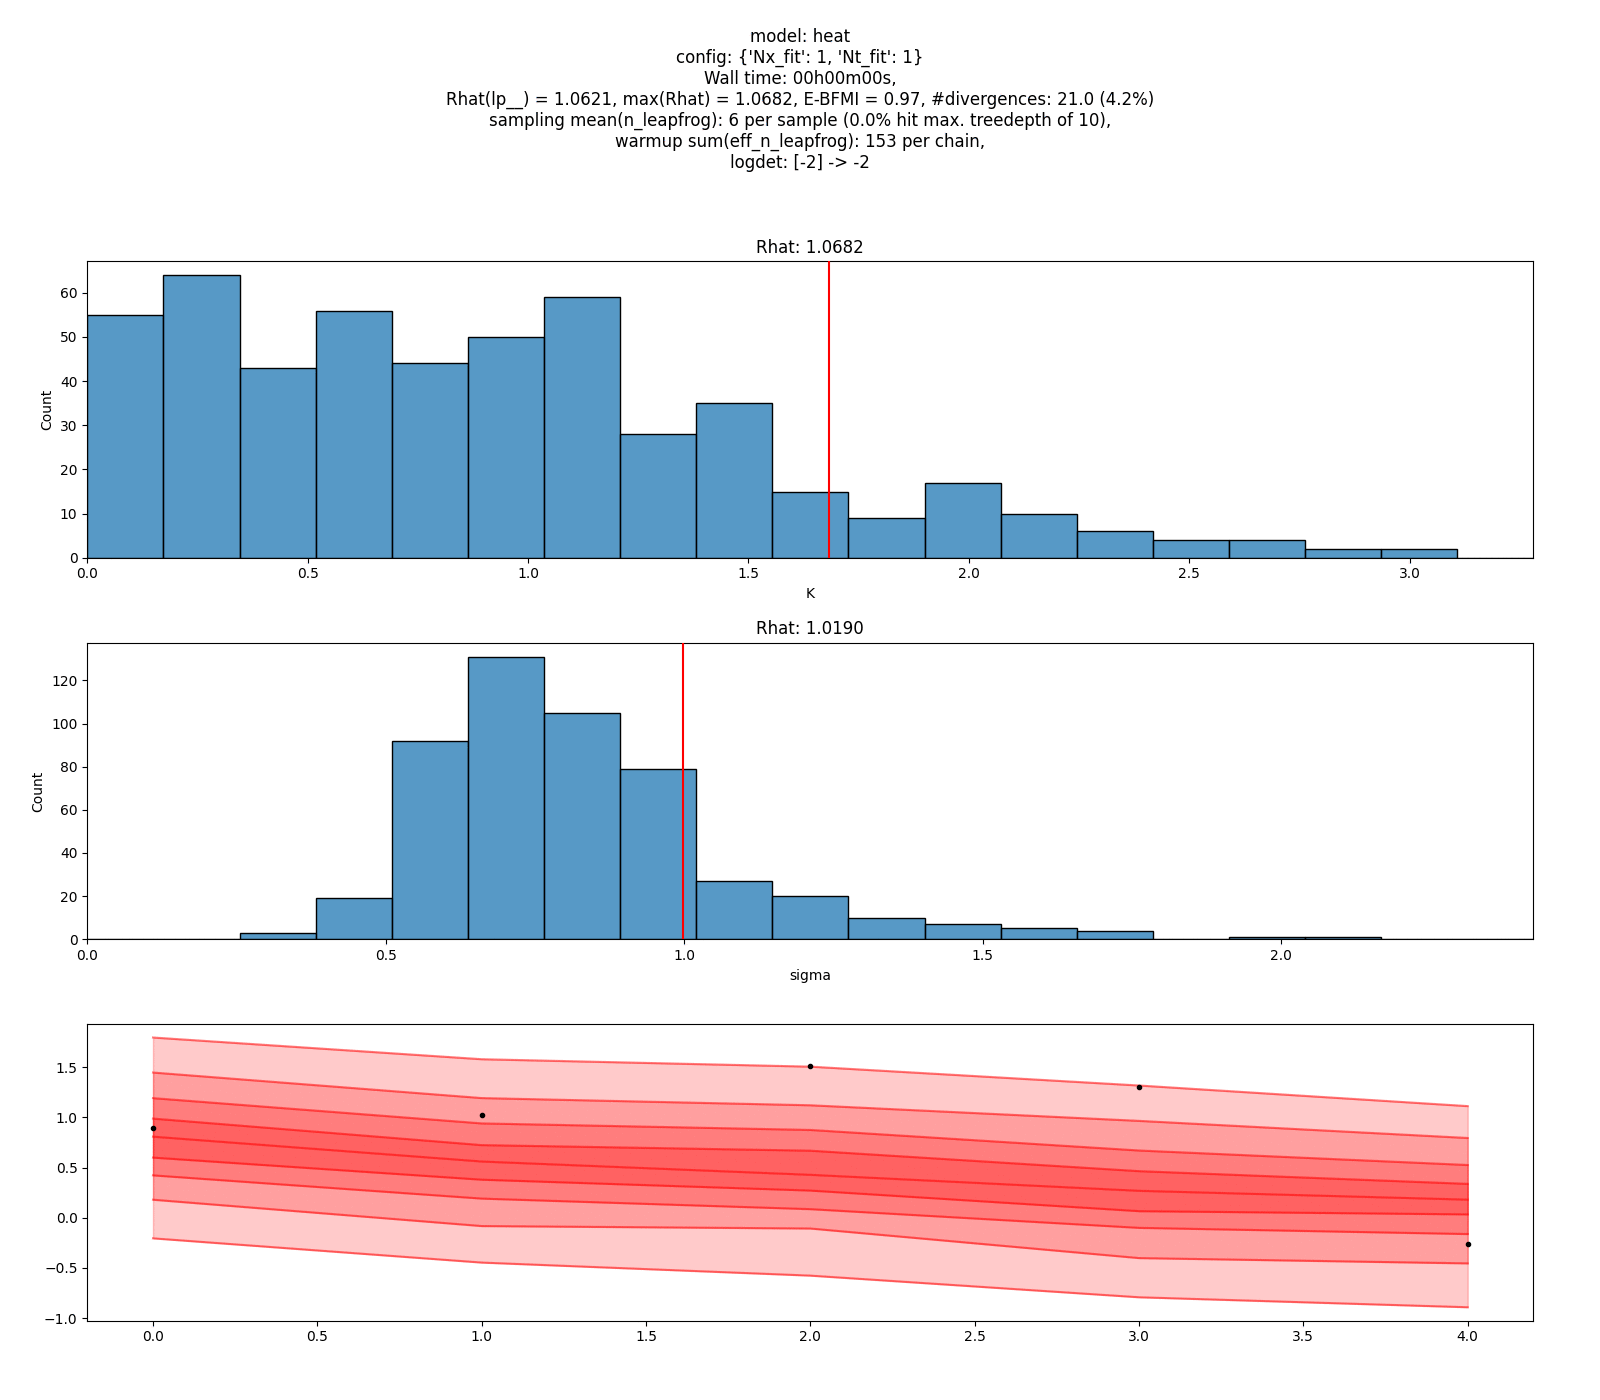 model: heat
config: {'Nx_fit': 1, 'Nt_fit': 1}
Wall time: 00h00m00s,
Rhat(lp__) = 1.0621, max(Rhat) = 1.0682, E-BFMI = 0.97, #divergences: 21.0 (4.2%)
sampling mean(n_leapfrog): 6 per sample (0.0% hit max. treedepth of 10),
warmup sum(eff_n_leapfrog): 153 per chain,
logdet: [-2] -> -2
Rhat: 1.0682
60
50
40
30
20
10
0
Count
0.0 0.5 1.0 1.5 2.0 2.5 3.0
K
Rhat: 1.0190
120
100
80
60
40
20
0
Count
0.0 0.5 1.0 1.5 2.0
sigma
1.5
1.0
0.5
0.0
−0.5
−1.0
0.0 0.5 1.0 1.5 2.0 2.5 3.0 3.5 4.0